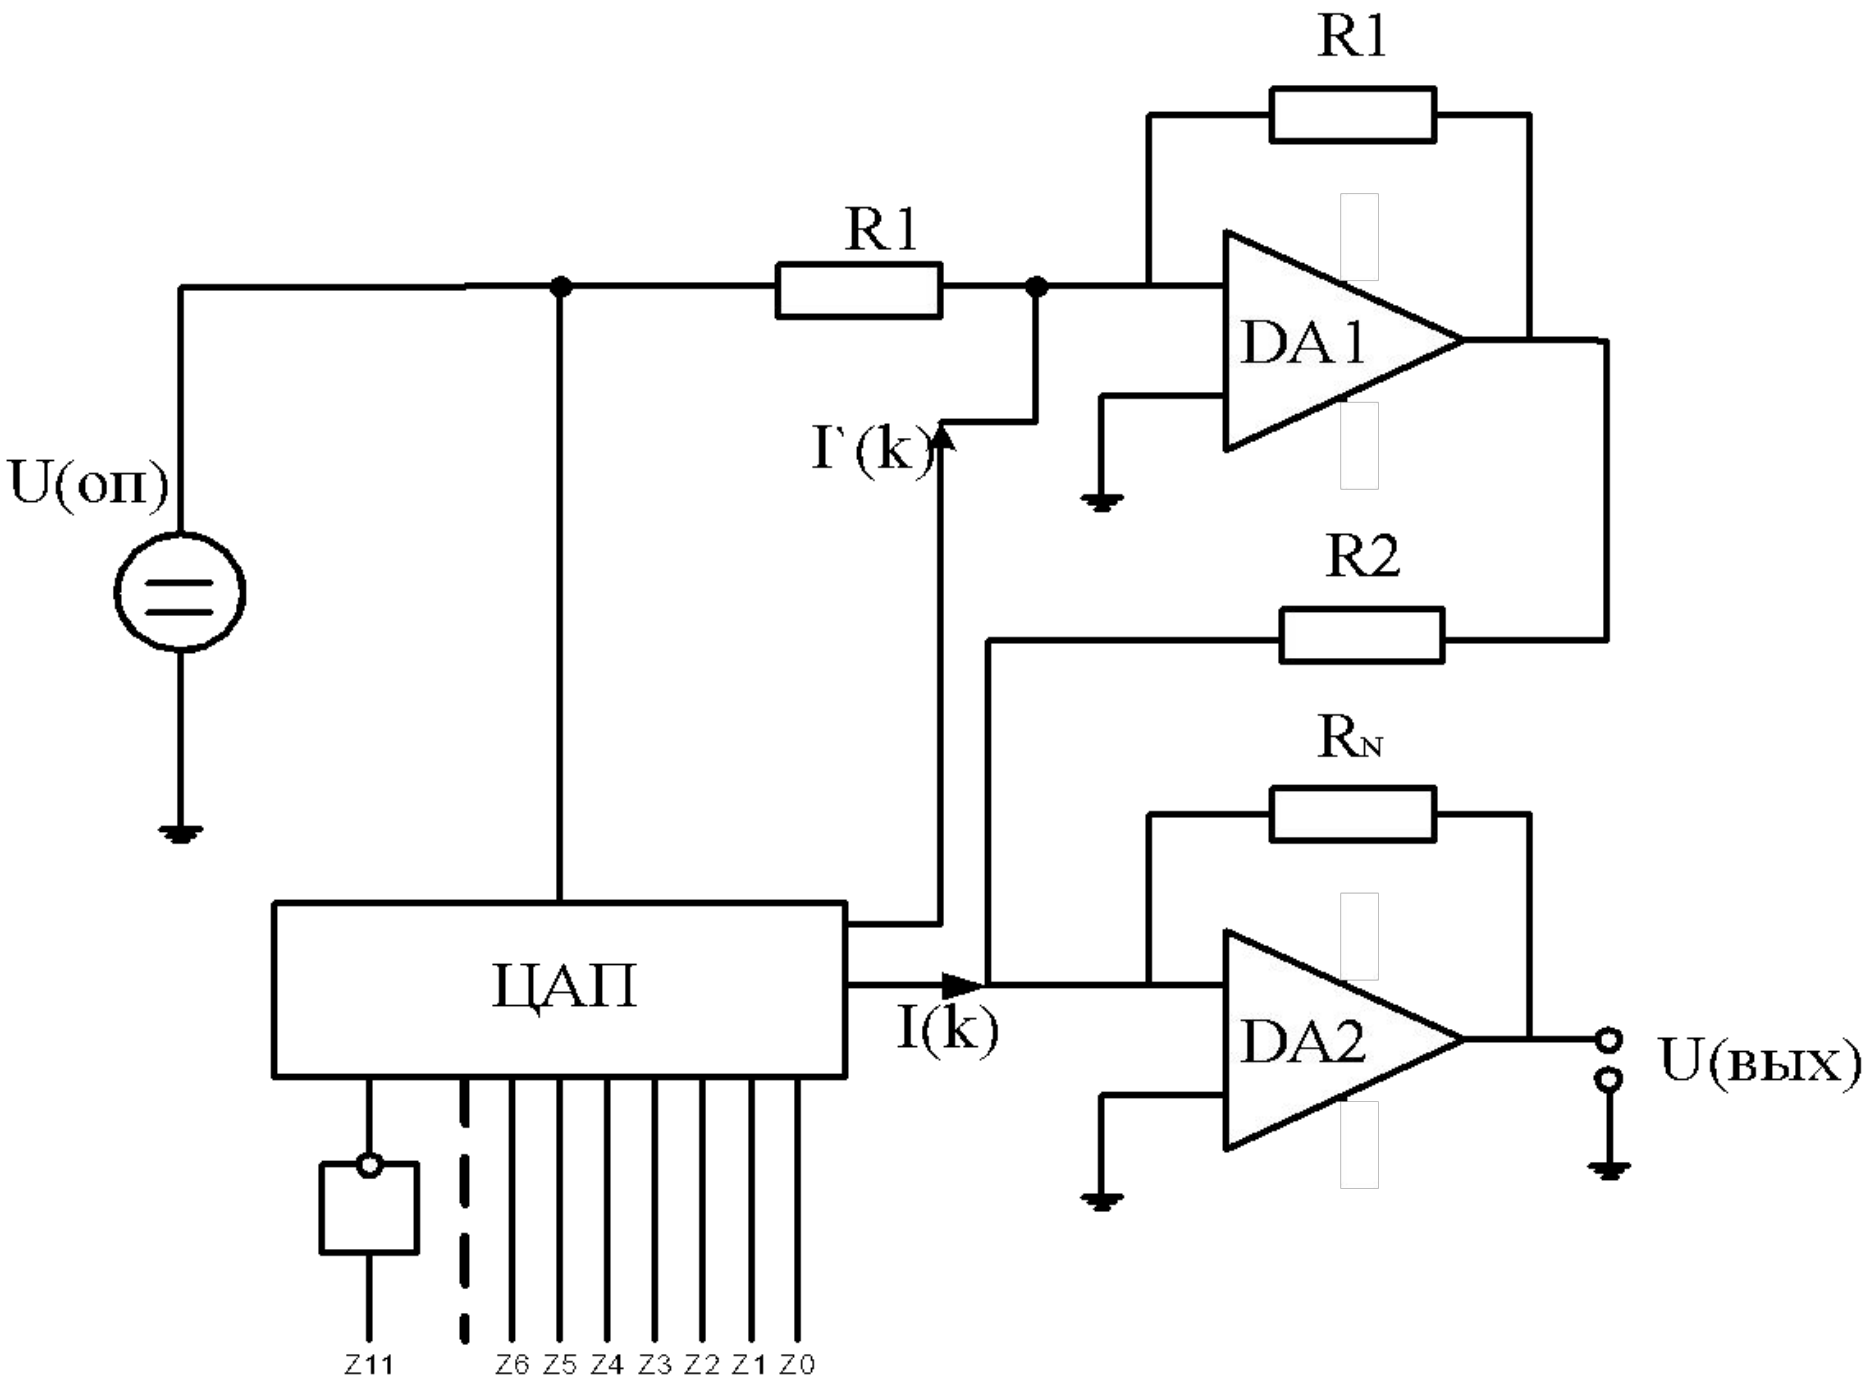 R1
R1
DA1
I`(k)
U(оп)
R2
RN
ЦАП
I(k)
DA2
U(вых)
Z11 Z6 Z5 Z4 Z3 Z2 Z1 Z0